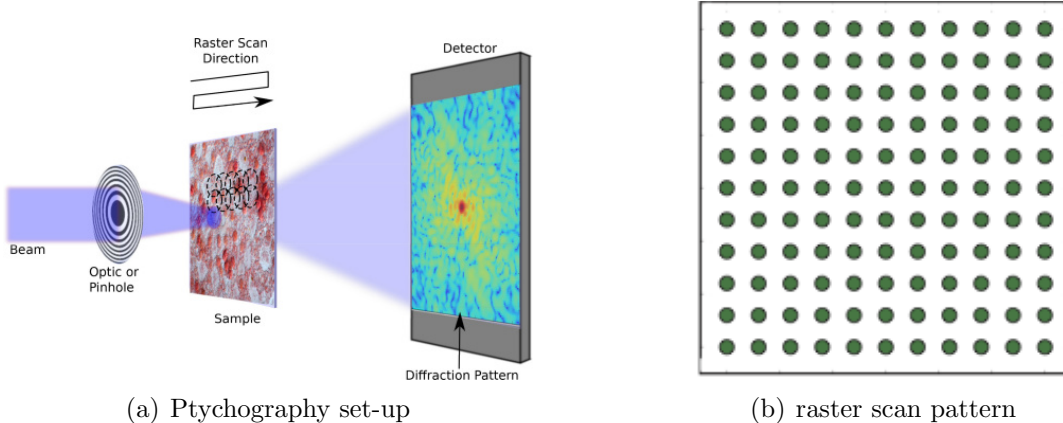 Raster Scan
Direction
Detector
Beam
Optic or
Pinhole
Sample
Diffraction Pattern
(a) Ptychography set-up
(b) raster scan pattern